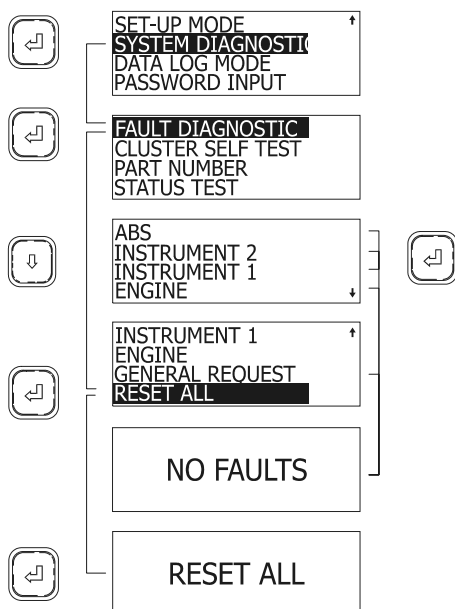 SET-UP MODE
SYSTEM DIAGNOSTIC
DATA LOG MODE
PASSWORD INPUT
FAULT DIAGNOSTIC
CLUSTER SELF TEST
PART NUMBER
STATUS TEST
ABS
INSTRUMENT 2
INSTRUMENT 1
ENGINE
INSTRUMENT 1
ENGINE
GENERAL REQUEST
RESET ALL
NO FAULTS
RESET ALL